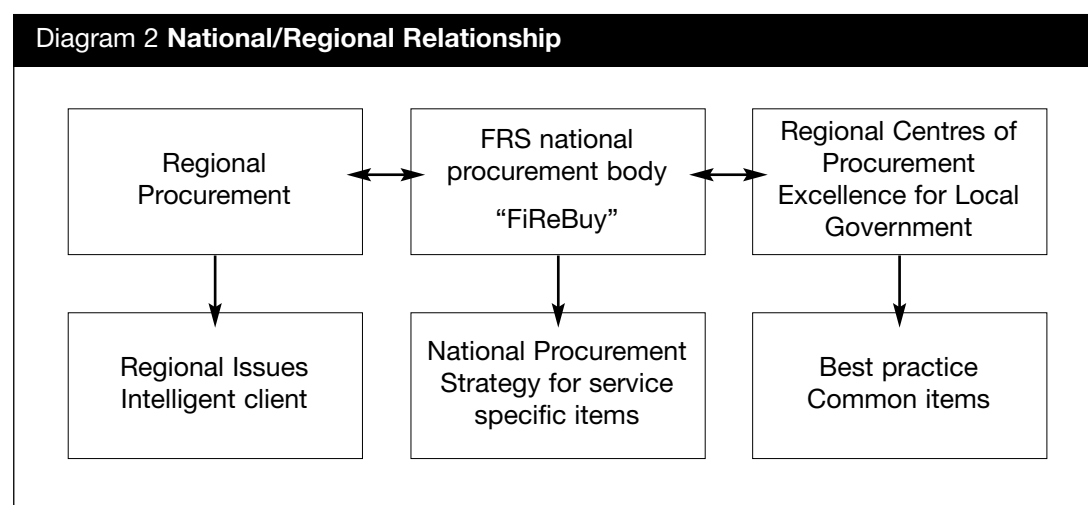 Diagram 2 National/Regional Relationship
Regional
Procurement
FRS national
procurement body
“FiReBuy”
Regional Centres of
Procurement
Excellence for Local
Government
Regional Issues
Intelligent client
National Procurement
Strategy for service
specific items
Best practice
Common items